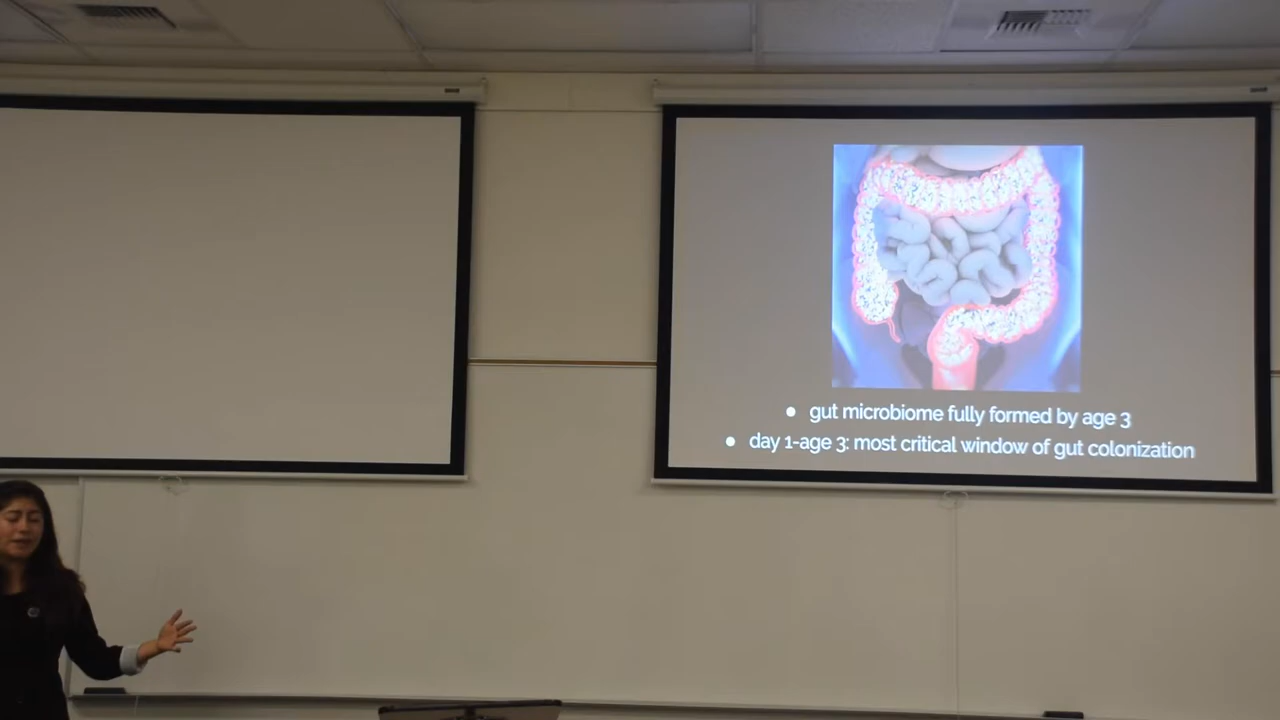 ● gut microbiome fully formed by age 3
● day 1-age 3: most critical window of gut colonization